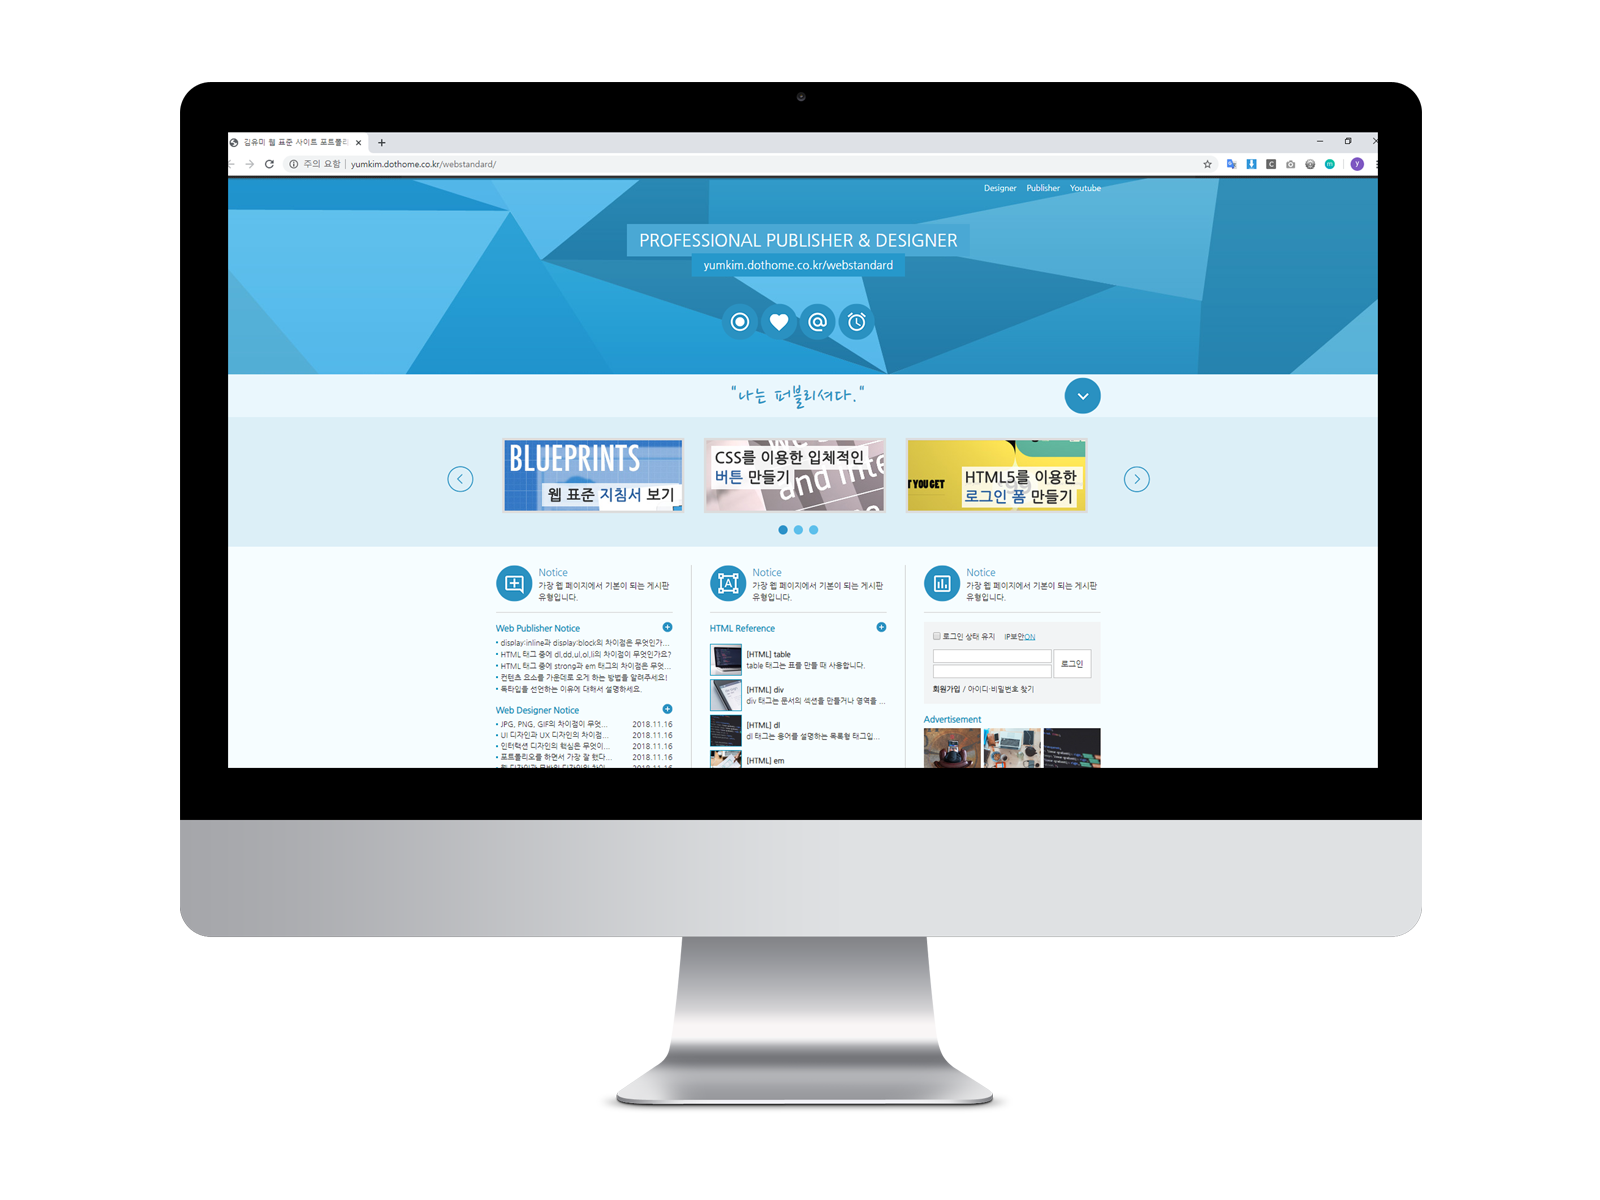 김유미 웹 표준 사이트 포트폴리
주의 요함 | yumkim.dothome.co.kr/webstandard/
Designer Publisher Youtube
PROFESSIONAL PUBLISHER & DESIGNER
yumkim.dothome.co.kr/webstandard
"나는 퍼블리셔다."
BLUEPRINTS
웹 표준 지침서 보기
CSS를 이용한 입체적인
버튼 만들기
and inte
T YOU GET
HTML5를 이용한
로그인 폼 만들기
Notice
가장 웹 페이지에서 기본이 되는 게시판
유형입니다.
Web Publisher Notice
• display:inline과 display:block의 차이점은 무엇인가...
• HTML 태그 중에 dl,dd,ul,ol,li의 차이점이 무엇인가요?
• HTML 태그 중에 strong과 em 태그의 차이점은 무엇...
• 컨텐츠 요소를 가운데로 오게 하는 방법을 알려주세요!
• 독타입을 선언하는 이유에 대해서 설명하세요.
Web Designer Notice
• JPG, PNG, GIF의 차이점이 무엇... 2018.11.16
• UI 디자인과 UX 디자인의 차이점... 2018.11.16
• 인터랙션 디자인의 핵심은 무엇이... 2018.11.16
• 포트폴리오를 하면서 가장 잘 했다... 2018.11.16
Notice
가장 웹 페이지에서 기본이 되는 게시판
유형입니다.
HTML Reference
[HTML] table
table 태그는 표를 만들 때 사용합니다.
[HTML] div
div 태그는 문서의 섹션을 만들거나 영역을 ...
[HTML] dl
dl 태그는 용어를 설명하는 목록형 태그입...
[HTML] em
Notice
가장 웹 페이지에서 기본이 되는 게시판
유형입니다.
로그인 상태 유지 IP보안ON
로그인
회원가입 / 아이디·비밀번호 찾기
Advertisement